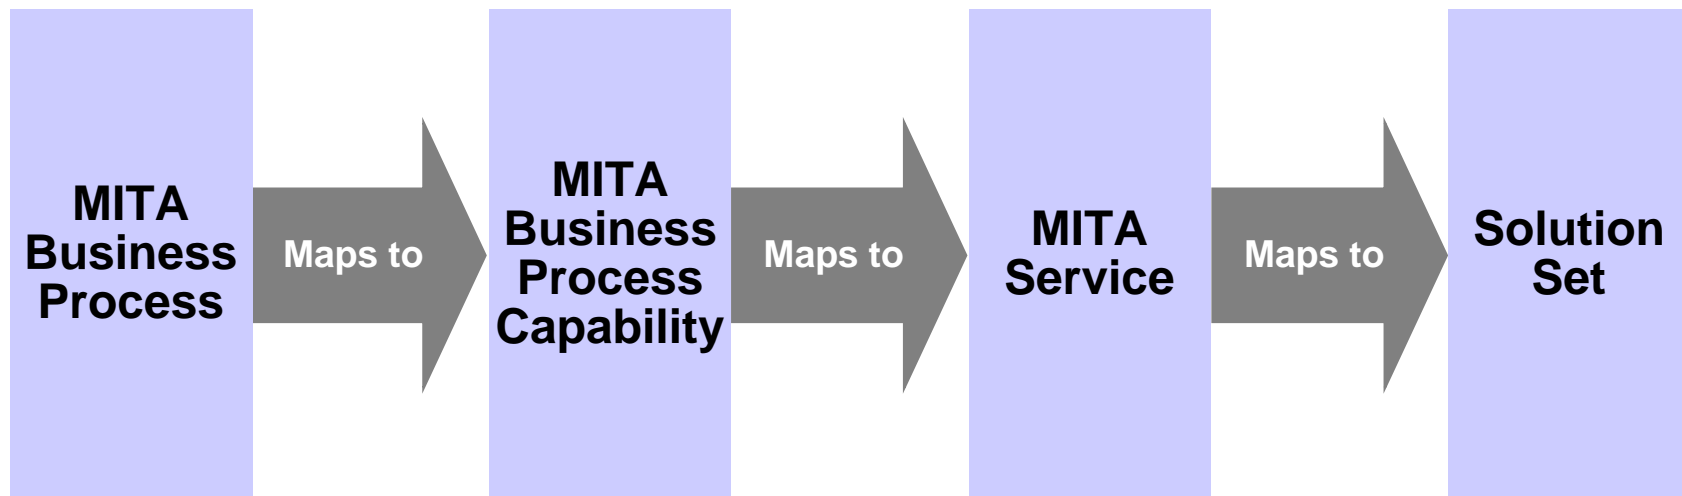 MITA
Business
Process
Maps to
MITA
Business
Process
Capability
Maps to
MITA
Service
Maps to
Solution
Set